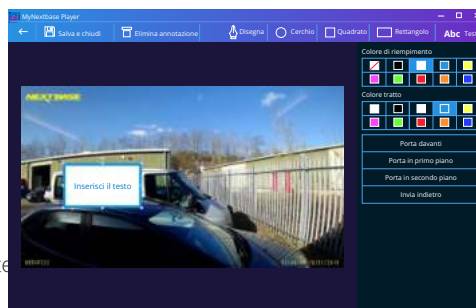 MyNextbase Player
Salva e chiudi
Elimina annotazione
Disegna
Cerchio
Quadrato
Rettangolo
Abc
Colore di riempimento
NEXTBASE
Colore tratto
Porta davanti
Porta in primo piano
Porta in secondo piano
Invia indietro
Inserisci il testo